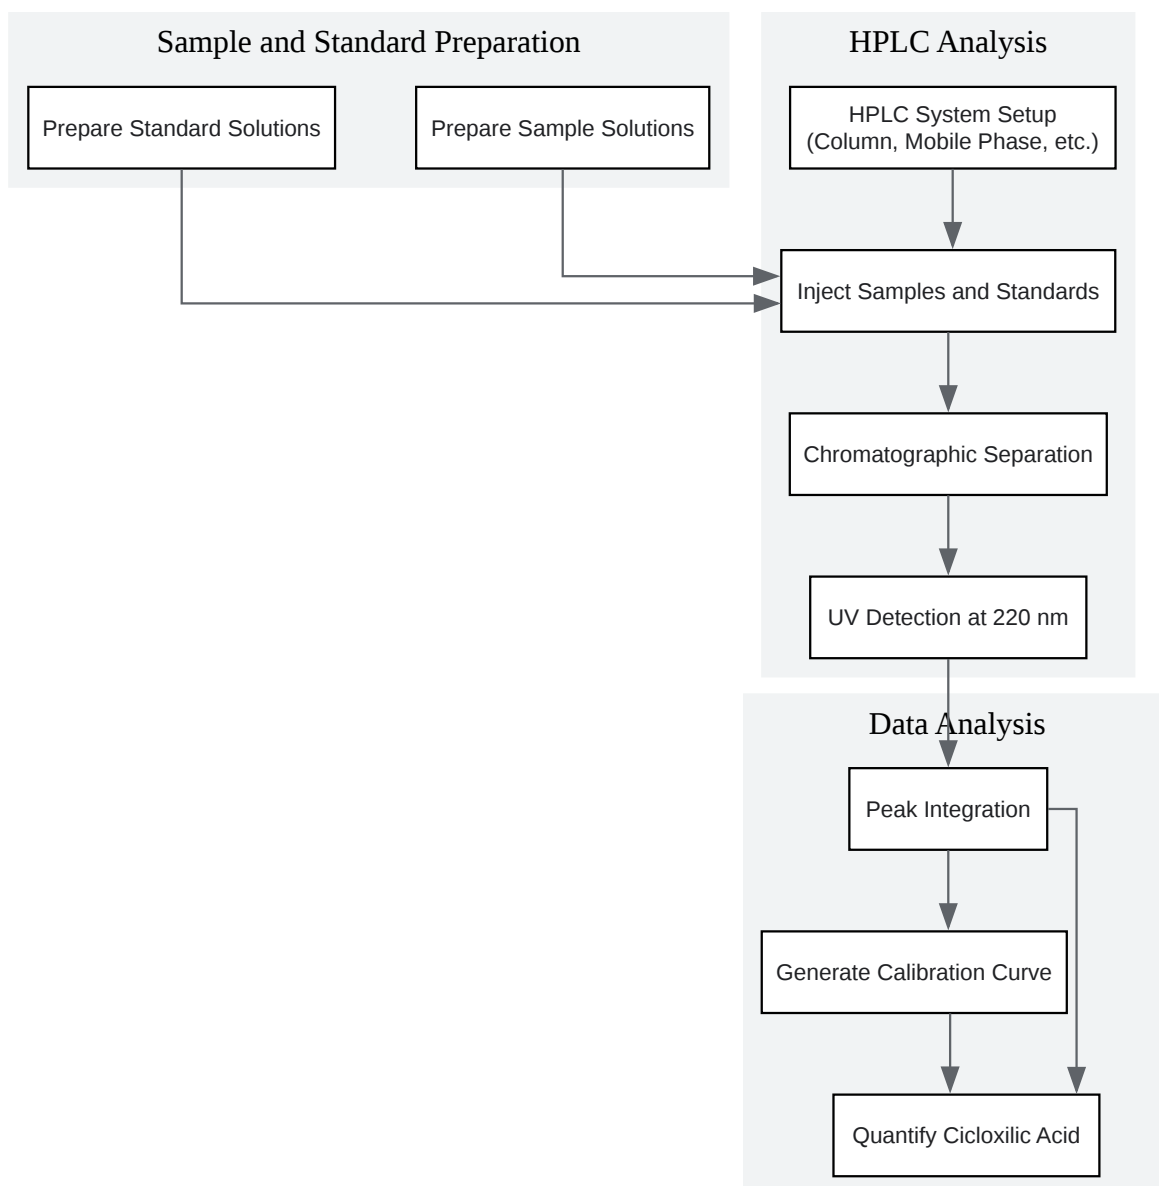 Sample and Standard Preparation
Prepare Standard Solutions
Prepare Sample Solutions
HPLC Analysis
HPLC System Setup
(Column, Mobile Phase, etc.)
Inject Samples and Standards
Chromatographic Separation
UV Detection at 220 nm
Data Analysis
Peak Integration
Generate Calibration Curve
Quantify Cicloxilic Acid